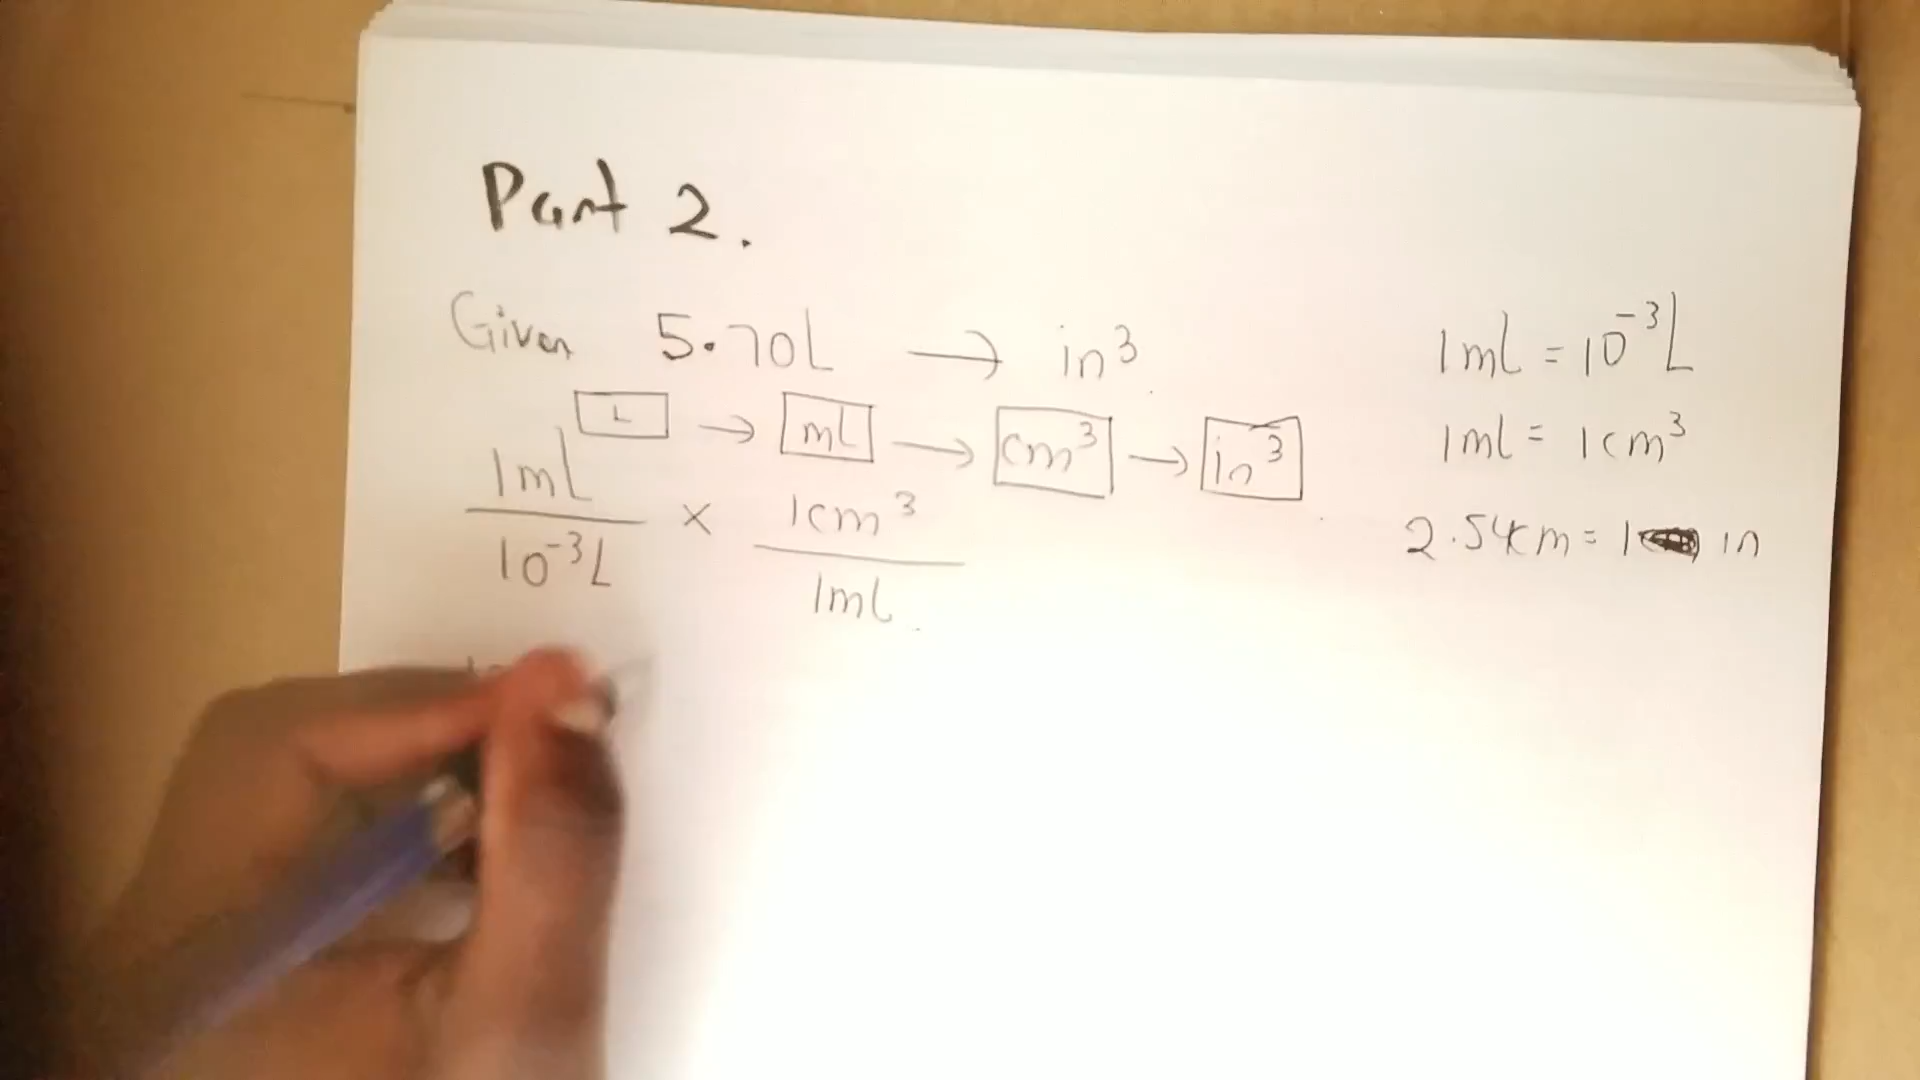 Part 2.
Given 5.70L → in³
L → ml → cm³ → in³
1ml / 10⁻³L × 1cm³ / 1ml
1ml = 10⁻³L
1ml = 1cm³
2.54cm = 1 in